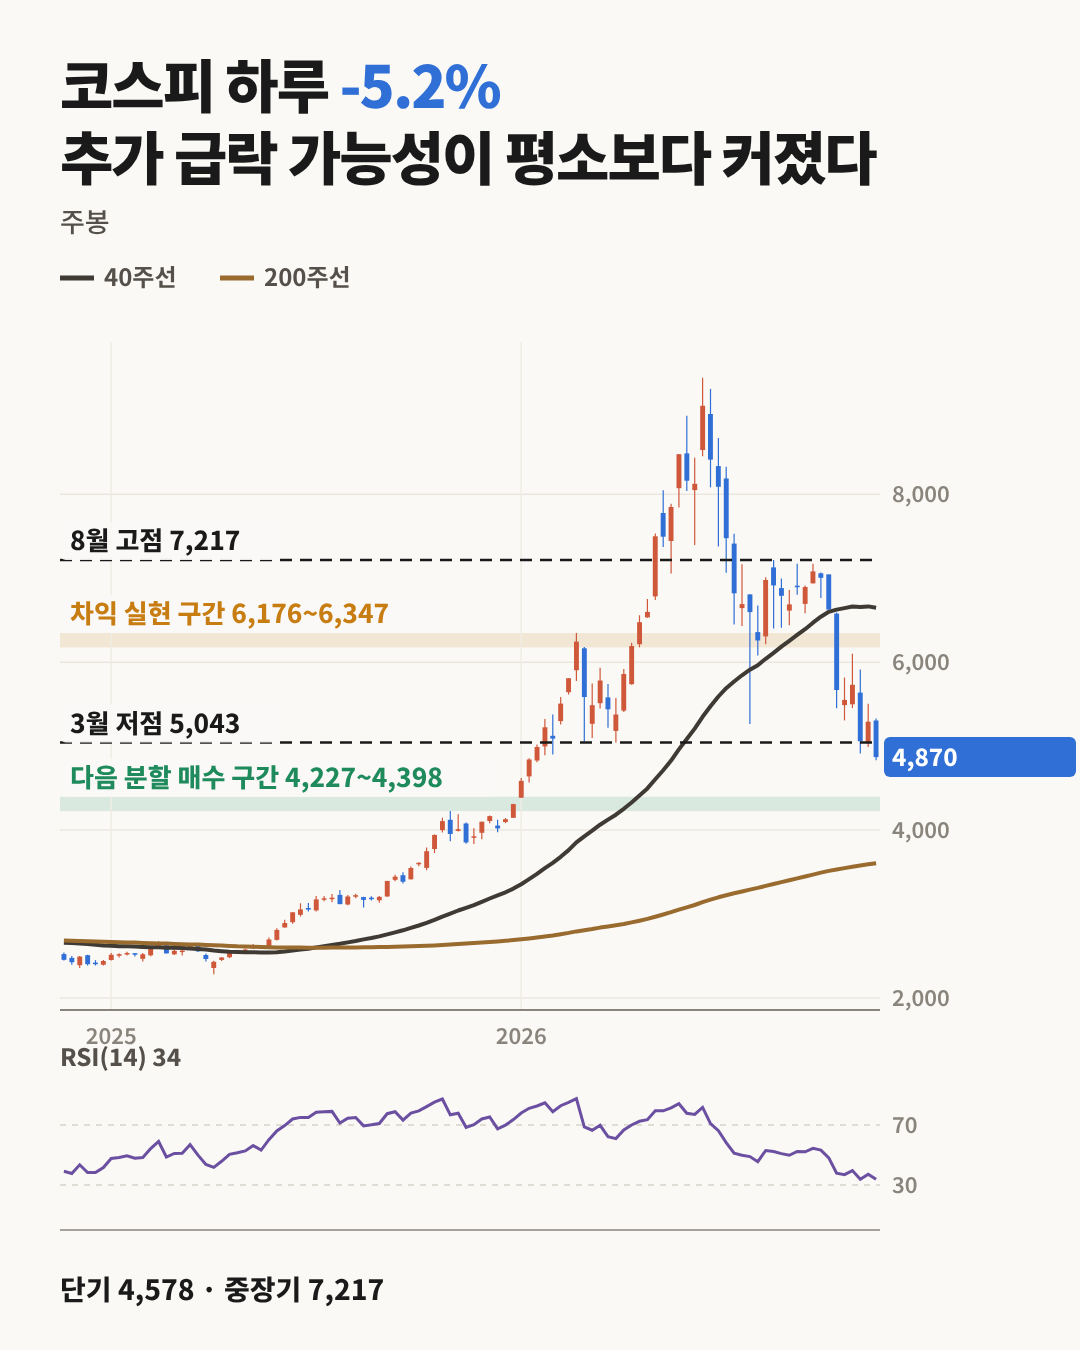 코스피 하루 -5.2%
추가 급락 가능성이 평소보다 커졌다
주봉
40주선 200주선
8,000
8월 고점 7,217
차익 실현 구간 6,176~6,347
6,000
3월 저점 5,043
4,870
다음 분할 매수 구간 4,227~4,398
4,000
2,000
2025 2026
RSI(14) 34
70
30
단기 4,578 · 중장기 7,217